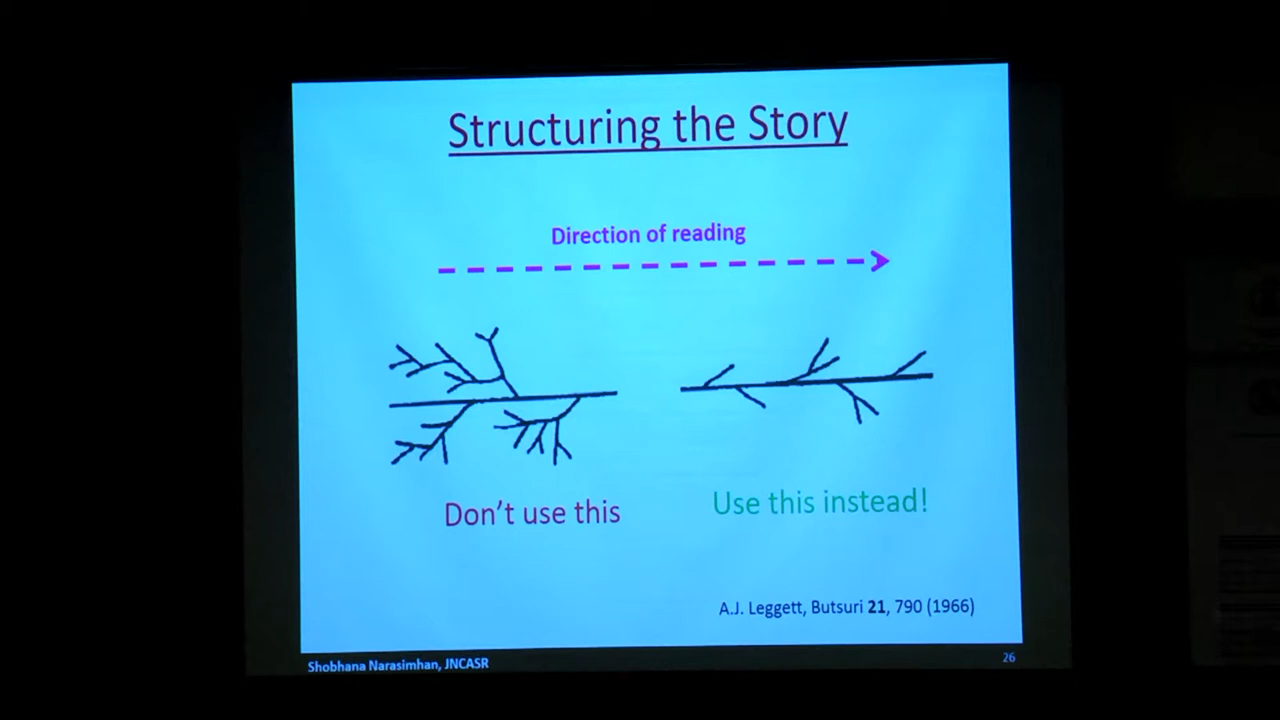 Structuring the Story
Direction of reading
Don't use this
Use this instead!
A.J. Leggett, Butsuri 21, 790 (1966)
Shobhana Narasimhan, JNCASR
26